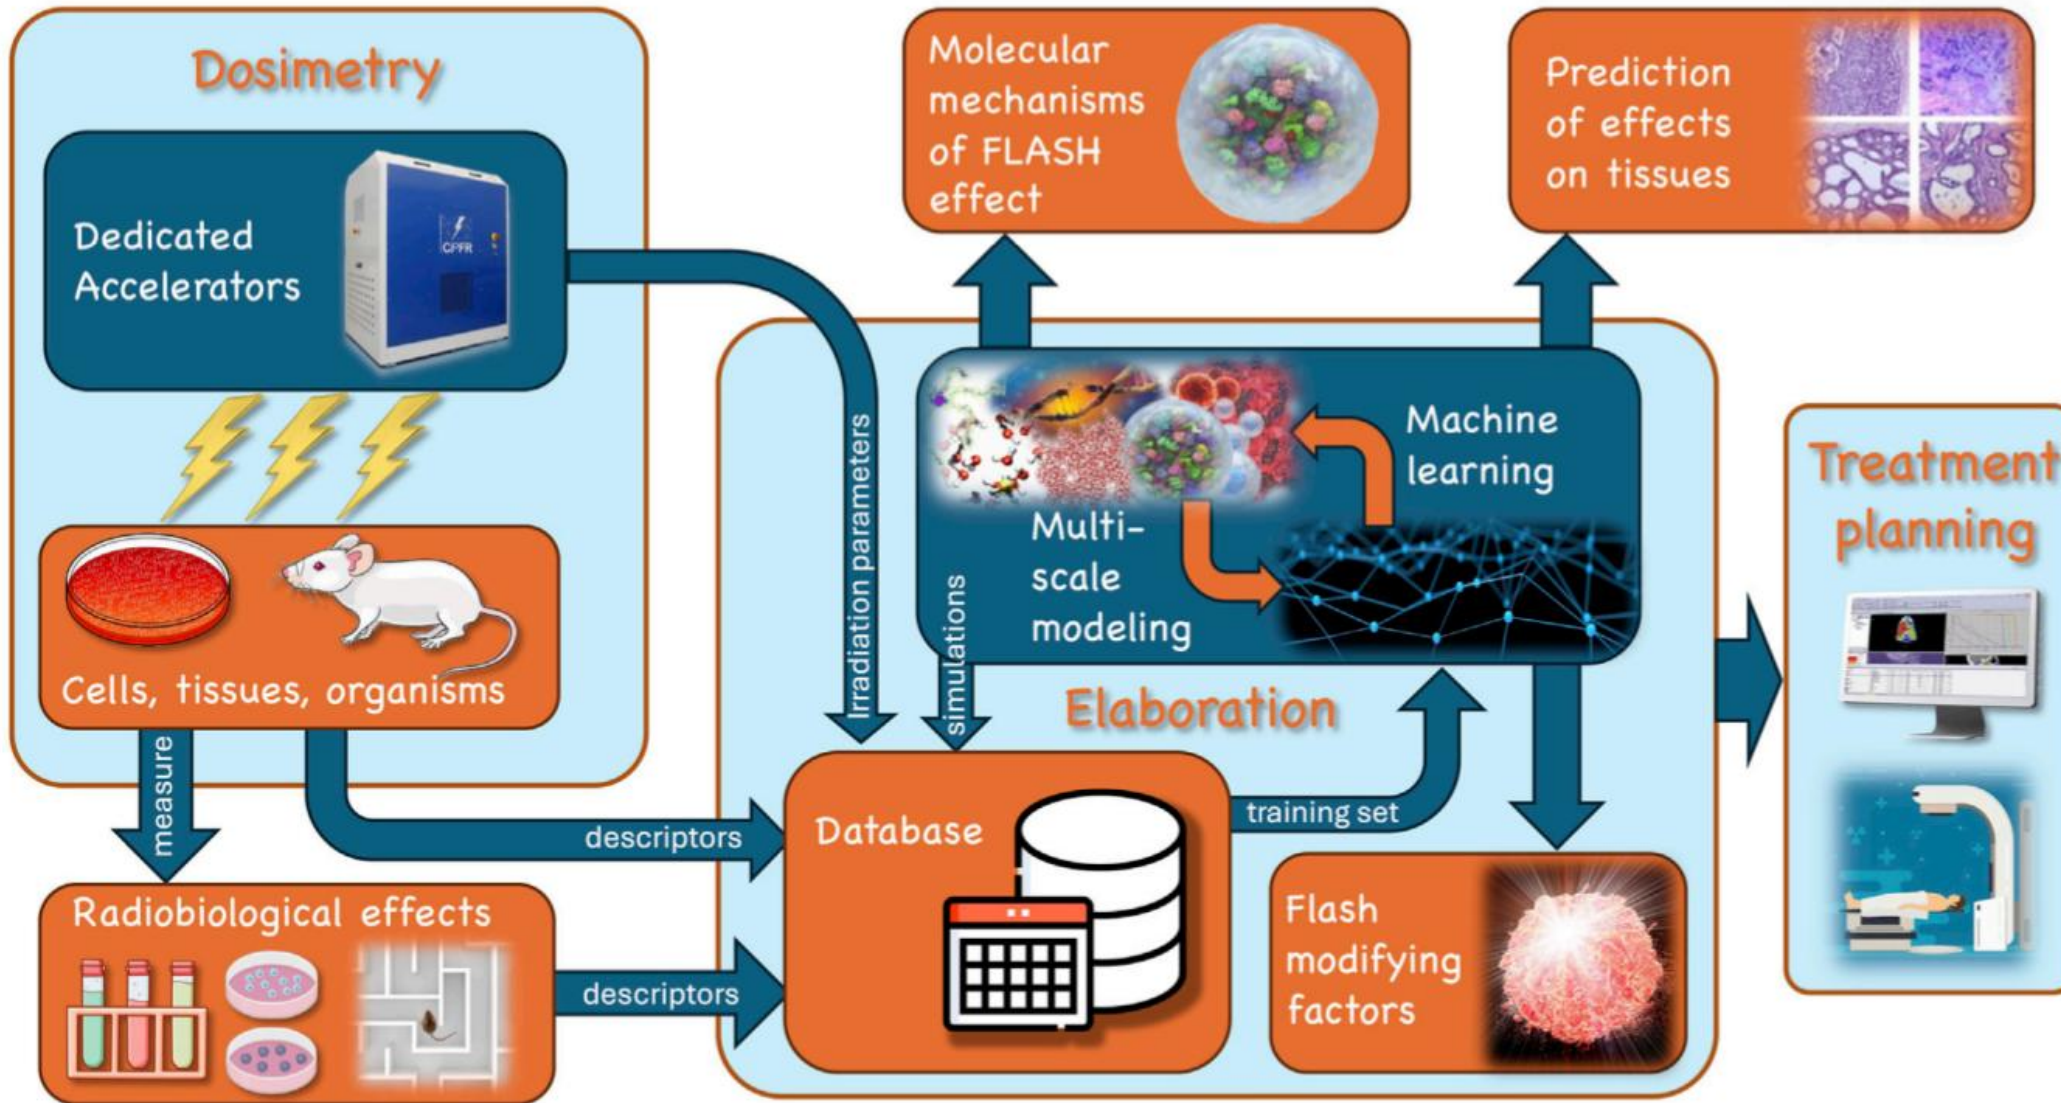 Dosimetry
Dedicated
Accelerators
CPFR
Cells, tissues, organisms
measure
descriptors
Radiobiological effects
descriptors
Molecular
mechanisms
of FLASH
effect
Prediction
of effects
on tissues
Irradiation parameters
simulations
Machine
learning
Multi-
scale
modeling
Elaboration
Database
training set
Flash
modifying
factors
Treatment
planning